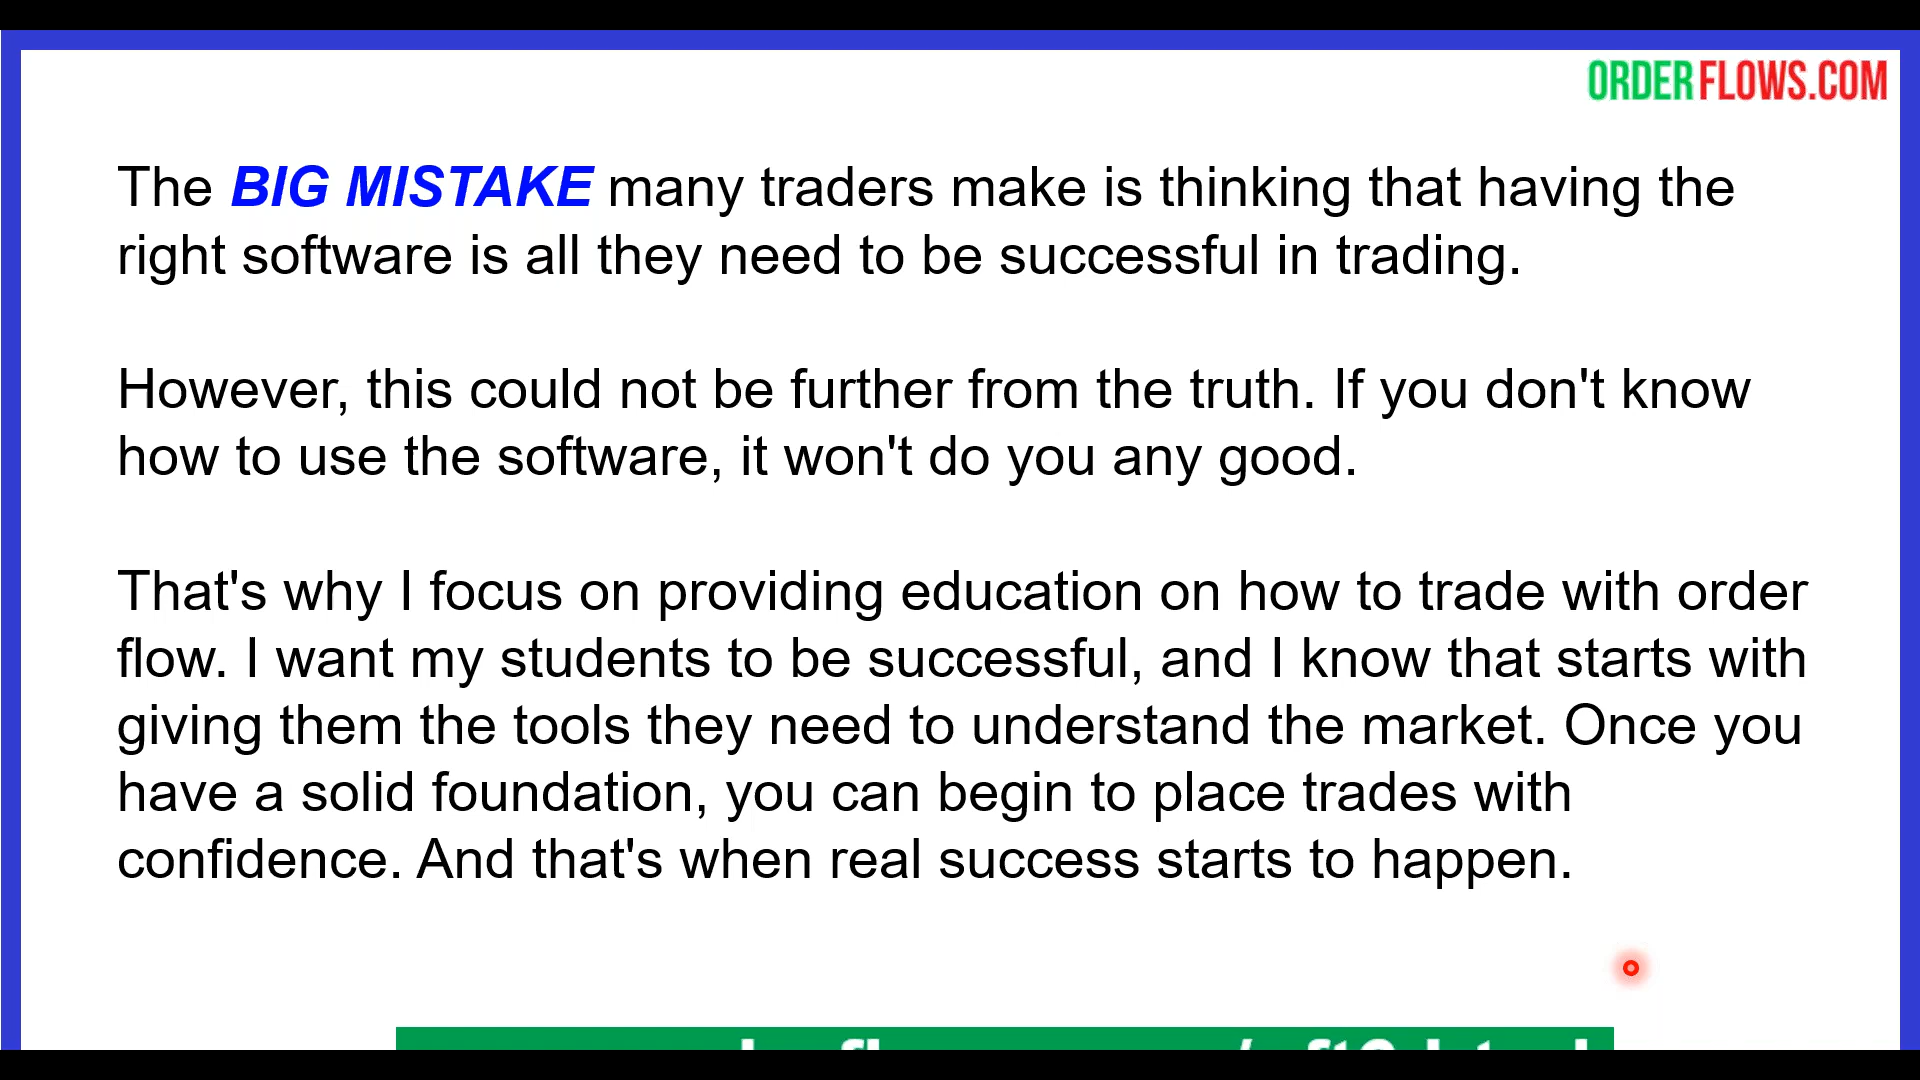 ORDERFLOWS.COM
The BIG MISTAKE many traders make is thinking that having the
right software is all they need to be successful in trading.
However, this could not be further from the truth. If you don't know
how to use the software, it won't do you any good.
That's why I focus on providing education on how to trade with order
flow. I want my students to be successful, and I know that starts with
giving them the tools they need to understand the market. Once you
have a solid foundation, you can begin to place trades with
confidence. And that's when real success starts to happen.